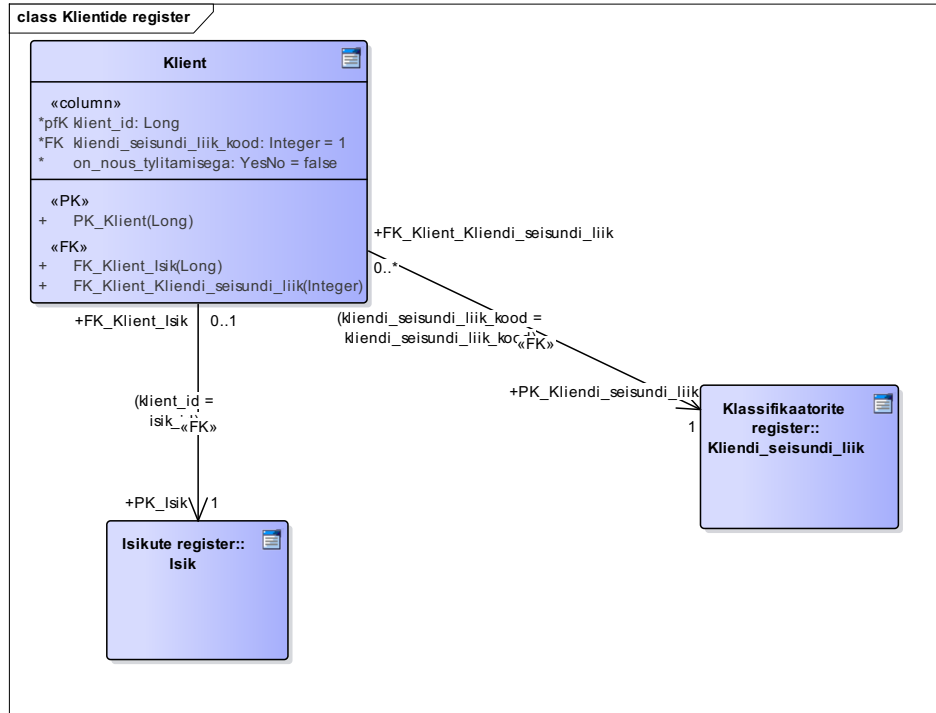 class Klientide register
Klient
«column»
*pfK klient_id: Long
*FK kliendi_seisundi_liik_kood: Integer = 1
* on_nous_tylitamisega: YesNo = false
«PK»
+ PK_Klient(Long)
«FK»
+ FK_Klient_Isik(Long)
+ FK_Klient_Kliendi_seisundi_liik(Integer)
+FK_Klient_Kliendi_seisundi_liik
0..*
+FK_Klient_Isik 0..1
(kliendi_seisundi_liik_kood =
kliendi_seisundi_liik_kood)
«FK»
+PK_Kliendi_seisundi_liik
1
(klient_id =
«FK»
+PK_Isik 1
Klassifikaatorite
register::
Kliendi_seisundi_liik
Isikute register::
Isik